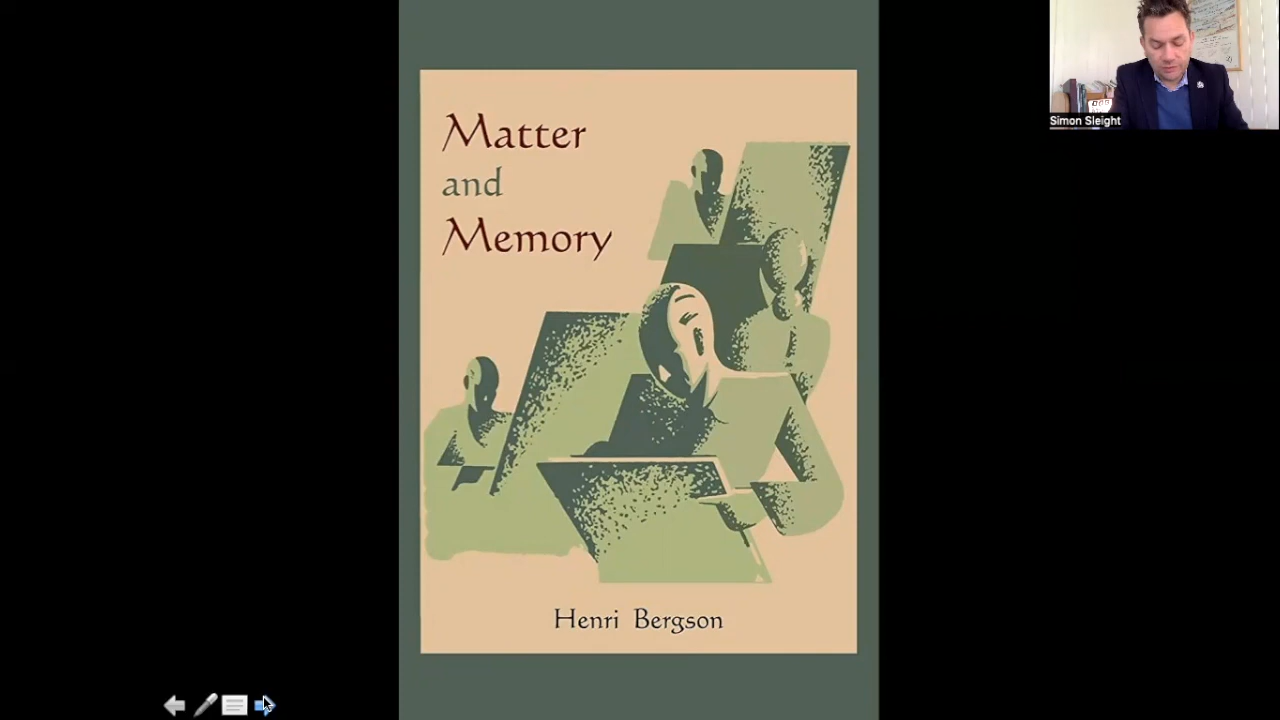 Matter
and
Memory
Henri Bergson
Simon Sleight